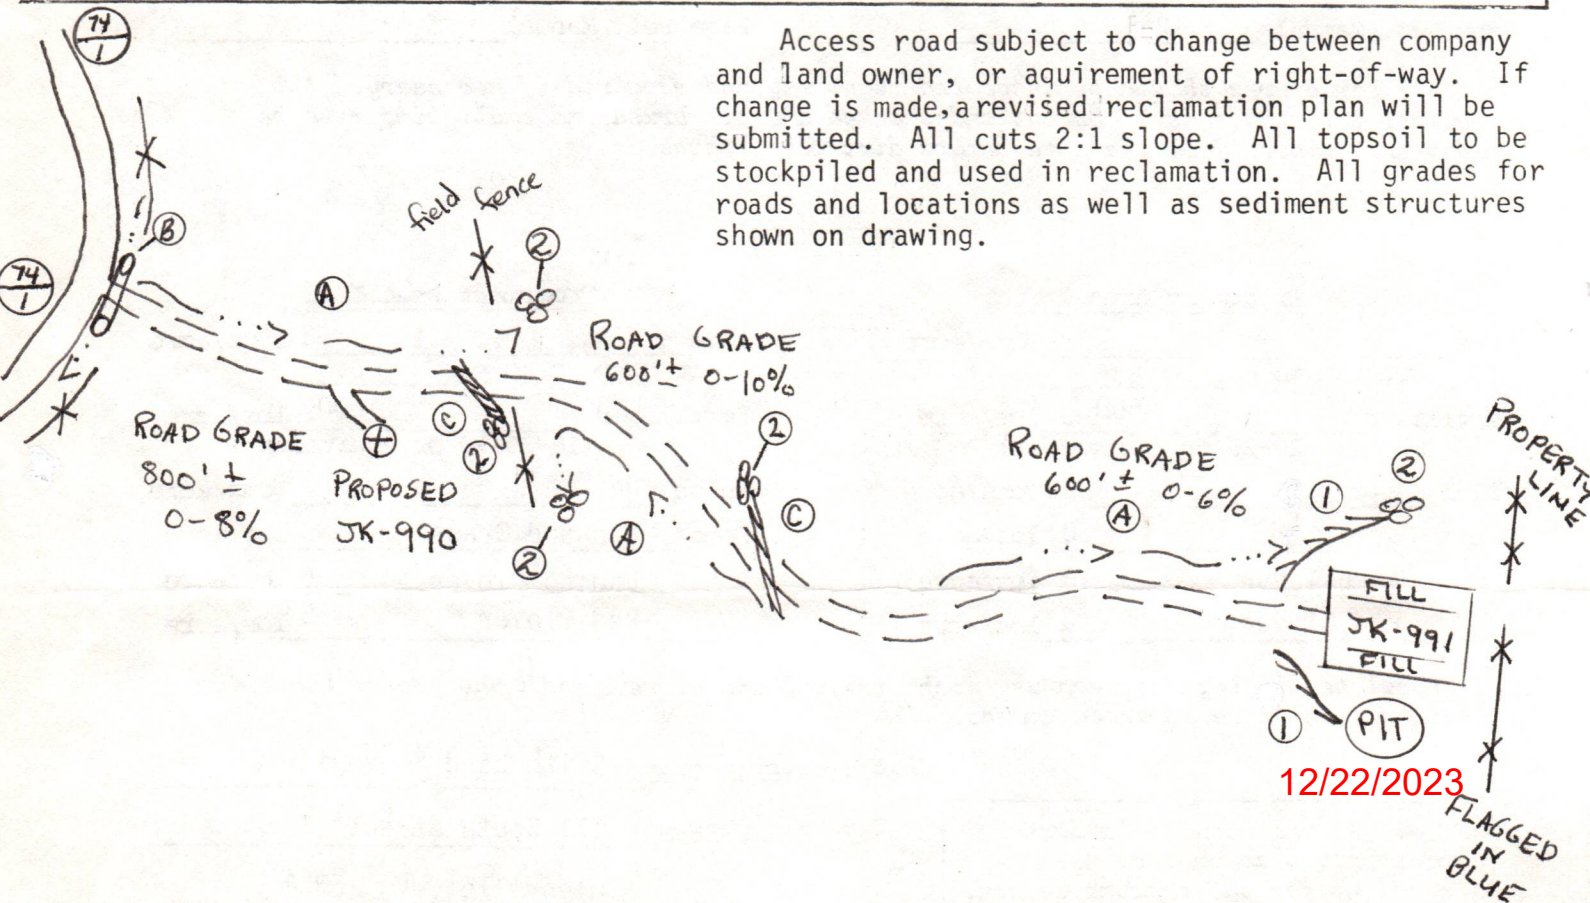 74
1
Access road subject to change between company
and land owner, or aquirement of right-of-way. If
change is made,a revised reclamation plan will be
submitted. All cuts 2:1 slope. All topsoil to be
stockpiled and used in reclamation. All grades for
roads and locations as well as sediment structures
shown on drawing.
field fence
B
2
74
1
A
ROAD GRADE
600'± 0-10%
C
2
ROAD GRADE
800'±
0-8%
PROPOSED
JK-990
2
A
2
C
ROAD GRADE
600'± 0-6%
A
1
2
PROPERTY
LINE
FILL
JK-991
FILL
1
PIT
12/22/2023
FLAGGED
IN
BLUE